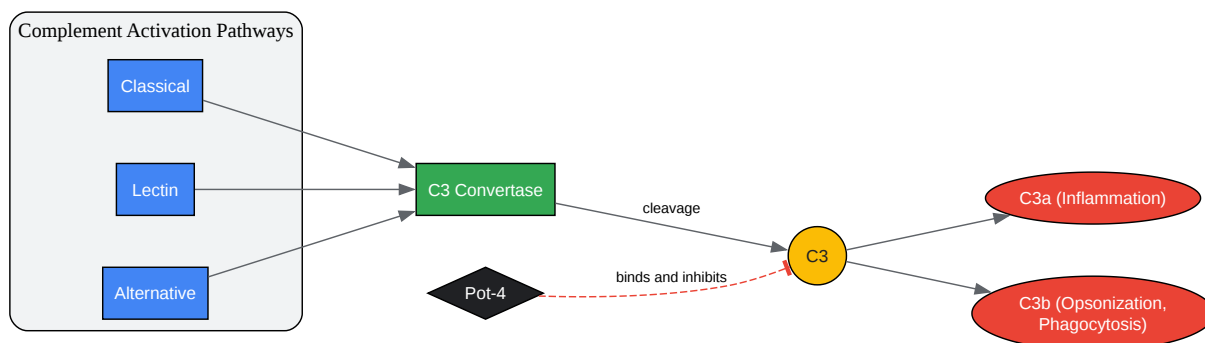 Complement Activation Pathways
Classical
Lectin
Alternative
C3 Convertase
cleavage
Pot-4
binds and inhibits
C3
C3a (Inflammation)
C3b (Opsonization,
Phagocytosis)